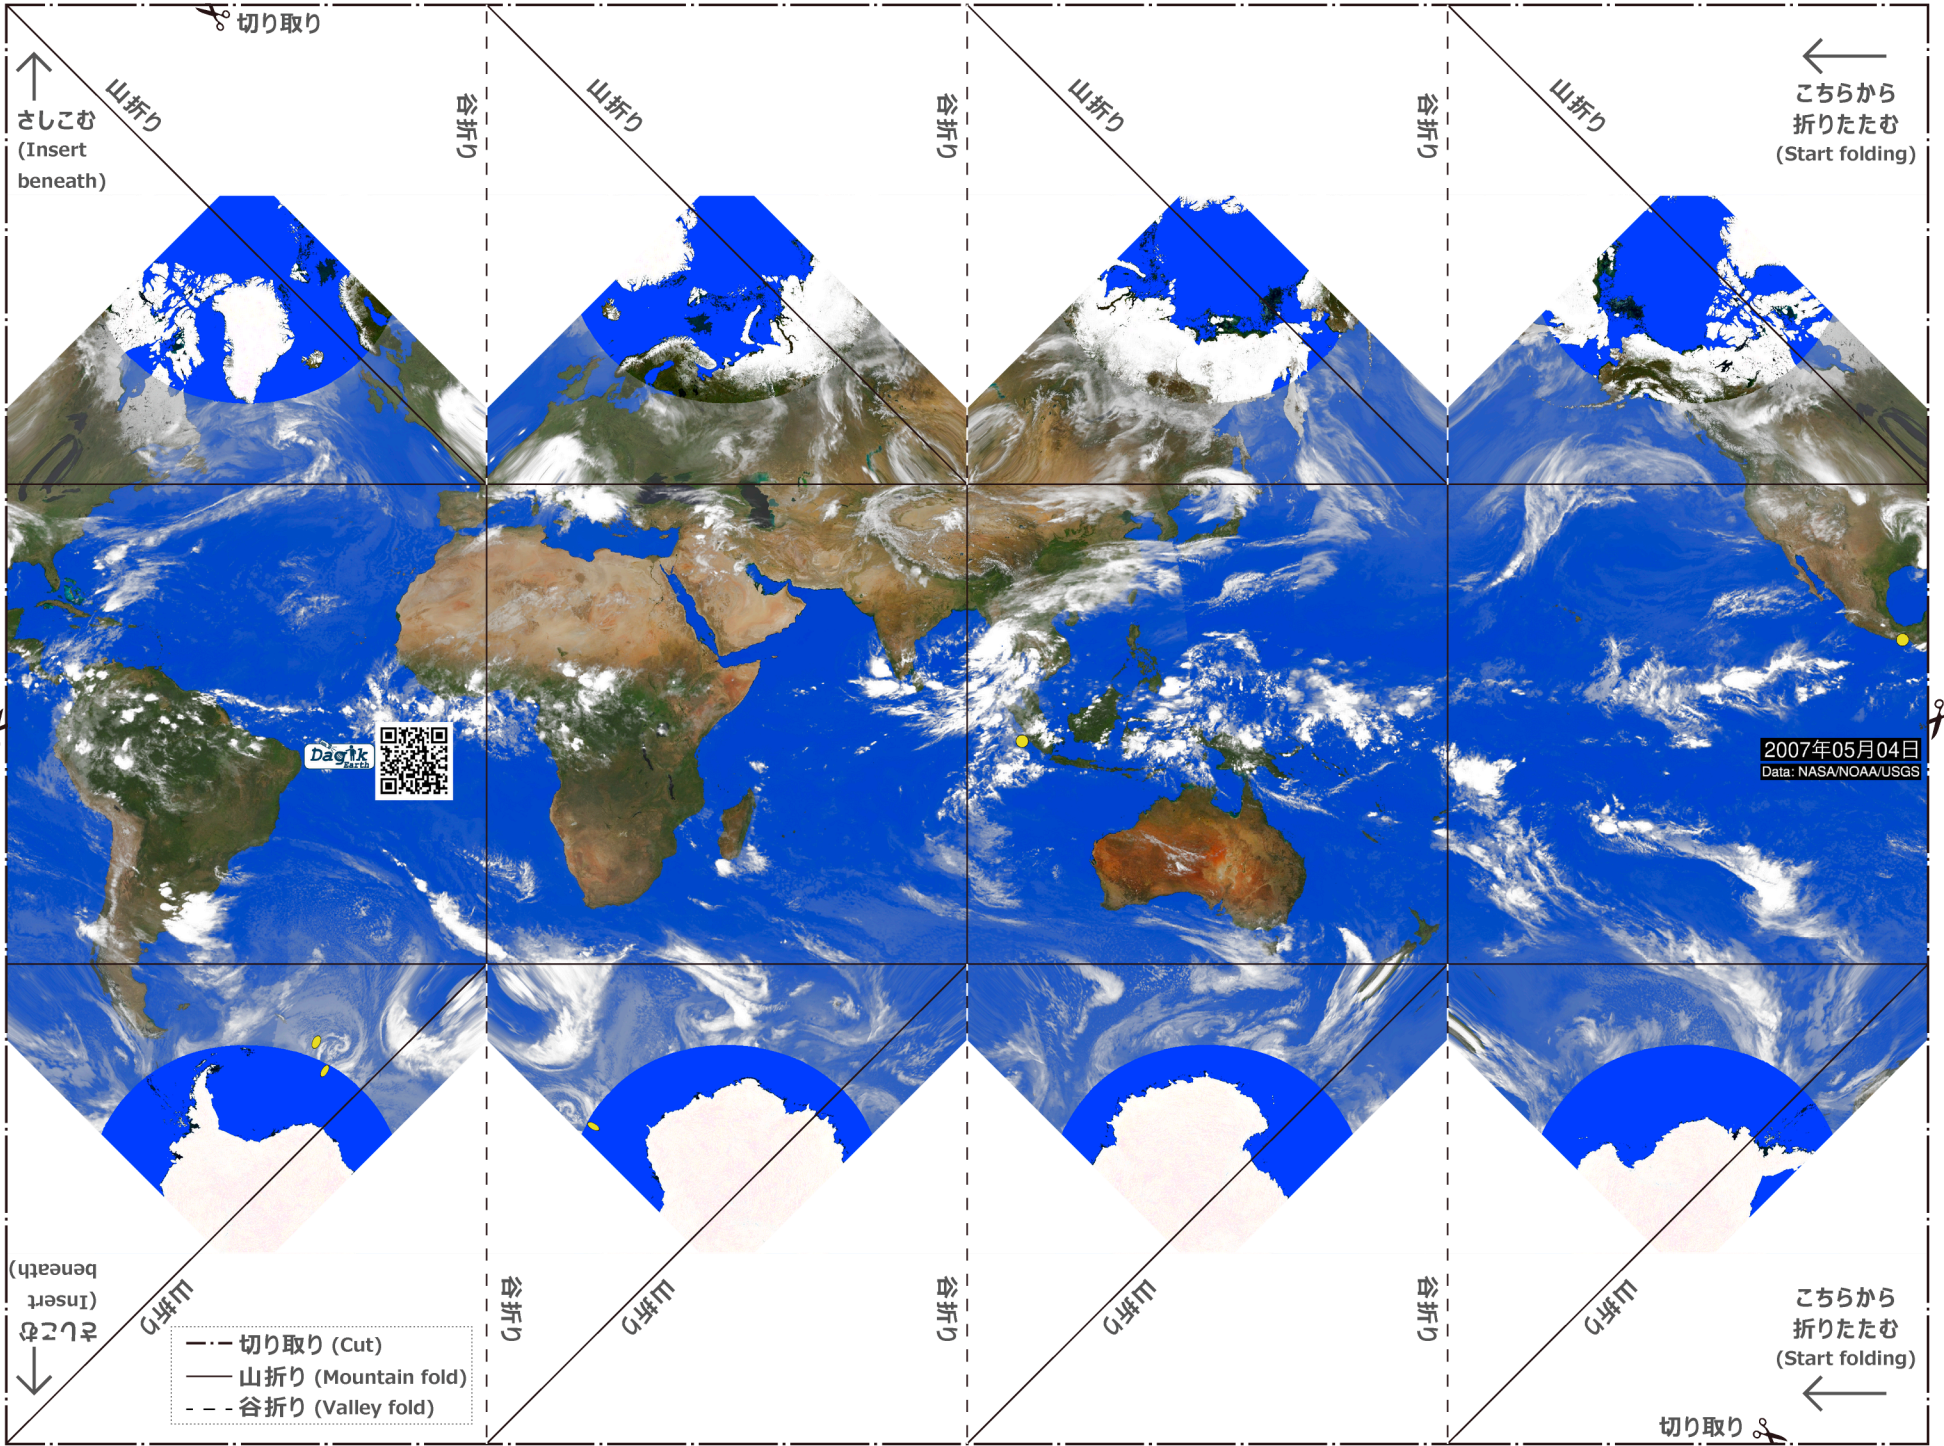 切り取り
山折り
谷折り
山折り
谷折り
山折り
谷折り
山折り
さしこむ
(Insert
beneath)
こちらから
折りたたむ
(Start folding)
Dagik
Earth
2007年05月04日
Data: NASA/NOAA/USGS
さしこむ
(Insert
beneath)
山折り
谷折り
山折り
谷折り
山折り
谷折り
山折り
切り取り (Cut)
山折り (Mountain fold)
谷折り (Valley fold)
こちらから
折りたたむ
(Start folding)
切り取り